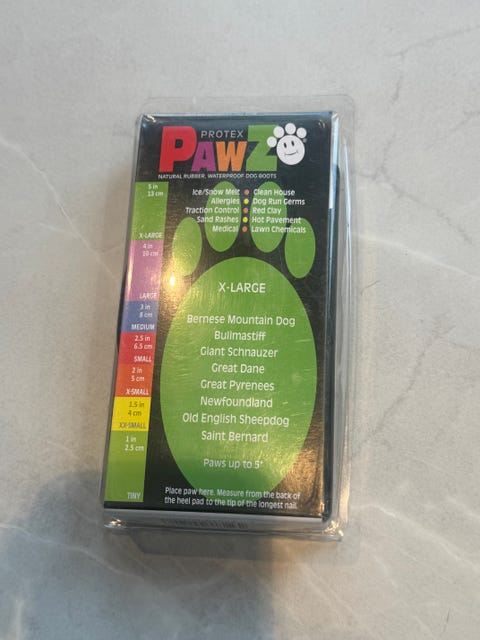 PROTEX
PAWZ
NATURAL RUBBER, WATERPROOF DOG BOOTS
Ice/Snow Melt • Clean House
Allergies • Dog Run Germs
Traction Control • Red Clay
Sand Rashes • Hot Pavement
Medical • Lawn Chemicals
5 in
13 cm
X-LARGE
4 in
10 cm
LARGE
3 in
8 cm
MEDIUM
2.5 in
6.5 cm
SMALL
2 in
5 cm
X-SMALL
1.5 in
4 cm
XX-SMALL
1 in
2.5 cm
TINY
X-LARGE
Bernese Mountain Dog
Bullmastiff
Giant Schnauzer
Great Dane
Great Pyrenees
Newfoundland
Old English Sheepdog
Saint Bernard
Paws up to 5"
Place paw here. Measure from the back of
the heel pad to the tip of the longest nail.